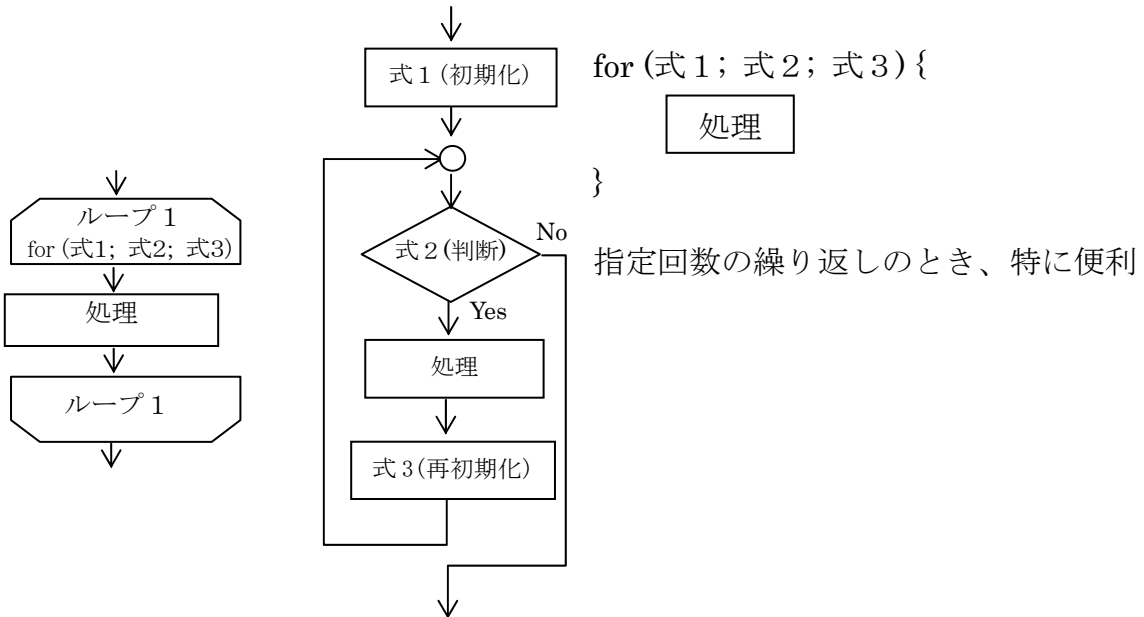 ループ１
for (式1; 式2; 式3)
処理
ループ１
式１(初期化)
式２(判断)
No
Yes
処理
式３(再初期化)
for (式１; 式２; 式３) {
処理
}
指定回数の繰り返しのとき、特に便利